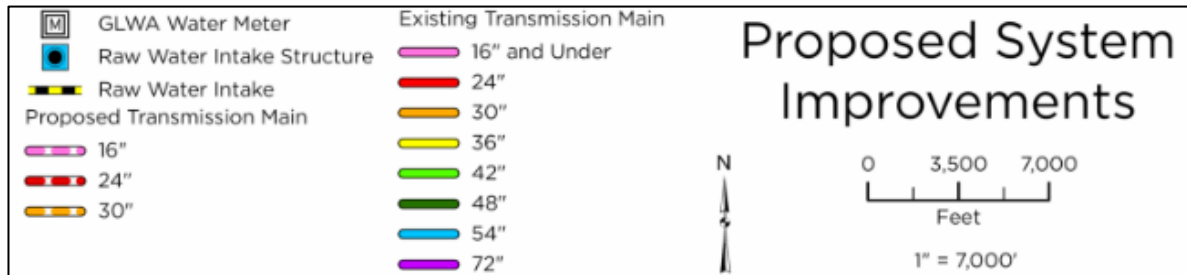 M GLWA Water Meter
Raw Water Intake Structure
Raw Water Intake
Proposed Transmission Main
16"
24"
30"
Existing Transmission Main
16" and Under
24"
30"
36"
42"
48"
54"
72"
Proposed System
Improvements
N
0 3,500 7,000
Feet
1" = 7,000'